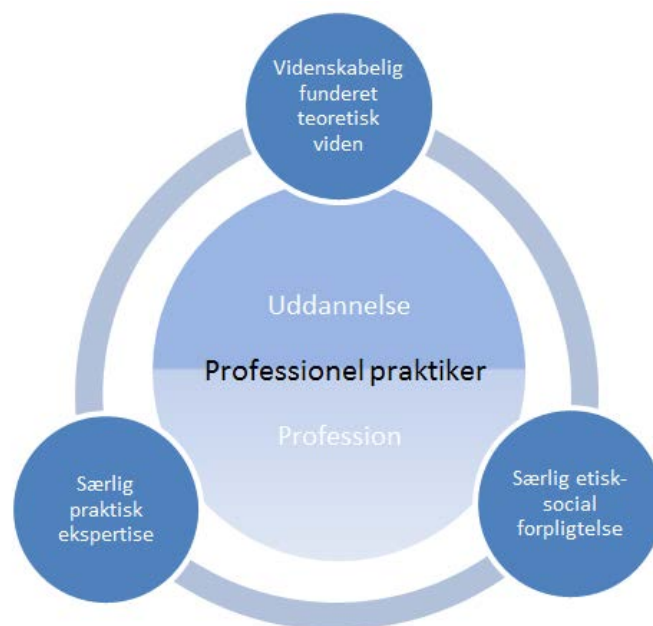 Videnskabelig
funderet
teoretisk
viden
Uddannelse
Professionel praktiker
Profession
Særlig
praktisk
ekspertise
Særlig etisk-
social
forpligtelse